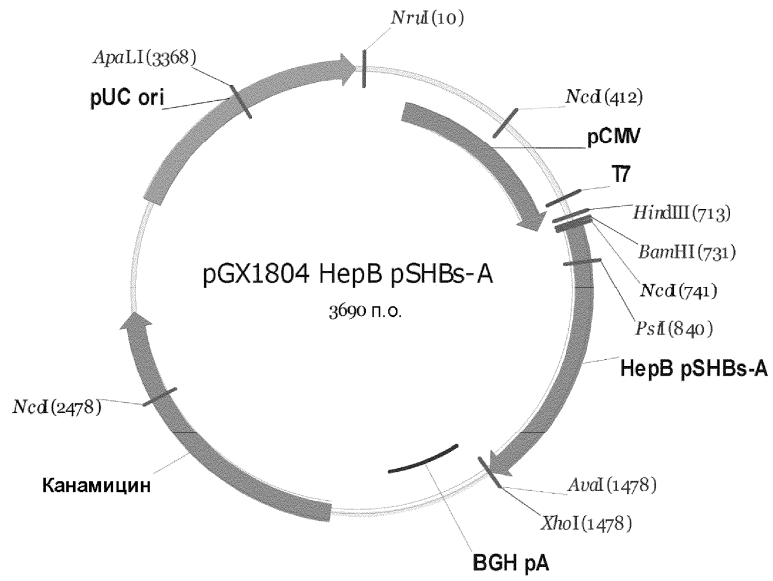 NruI(10)
ApaLI(3368)
pUC ori
NcoI(412)
pCMV
T7
HindIII(713)
BamHI(731)
pGX1804 HepB pSHBs-A
3690 п.о.
NcoI(741)
PstI(840)
HepB pSHBs-A
NcoI(2478)
Канамицин
AvaI(1478)
XhoI(1478)
BGH pA